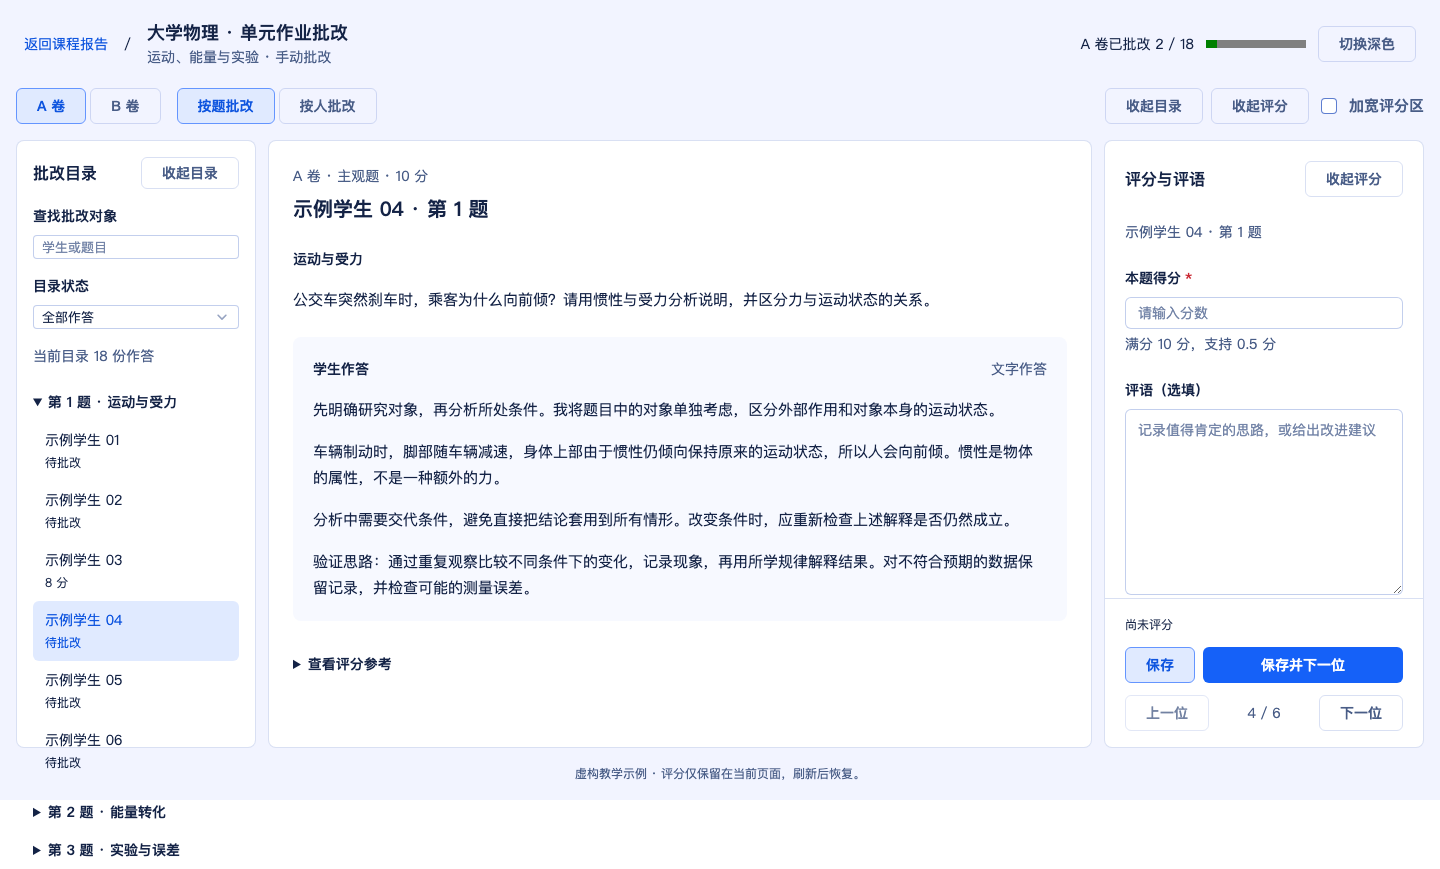 返回课程报告 / 大学物理 · 单元作业批改
运动、能量与实验 · 手动批改
A 卷已批改 2 / 18
切换深色
A 卷
B 卷
按题批改
按人批改
收起目录
收起评分
加宽评分区
批改目录
收起目录
查找批改对象
学生或题目
目录状态
全部作答
当前目录 18 份作答
第 1 题 · 运动与受力
示例学生 01
待批改
示例学生 02
待批改
示例学生 03
8 分
示例学生 04
待批改
示例学生 05
待批改
示例学生 06
待批改
第 2 题 · 能量转化
第 3 题 · 实验与误差
A 卷 · 主观题 · 10 分
示例学生 04 · 第 1 题
运动与受力
公交车突然刹车时，乘客为什么向前倾？请用惯性与受力分析说明，并区分力与运动状态的关系。
学生作答
文字作答
先明确研究对象，再分析所处条件。我将题目中的对象单独考虑，区分外部作用和对象本身的运动状态。
车辆制动时，脚部随车辆减速，身体上部由于惯性仍倾向保持原来的运动状态，所以人会向前倾。惯性是物体
的属性，不是一种额外的力。
分析中需要交代条件，避免直接把结论套用到所有情形。改变条件时，应重新检查上述解释是否仍然成立。
验证思路：通过重复观察比较不同条件下的变化，记录现象，再用所学规律解释结果。对不符合预期的数据保
留记录，并检查可能的测量误差。
查看评分参考
评分与评语
收起评分
示例学生 04 · 第 1 题
本题得分 *
请输入分数
满分 10 分，支持 0.5 分
评语（选填）
记录值得肯定的思路，或给出改进建议
尚未评分
保存
保存并下一位
上一位
4 / 6
下一位
虚构教学示例 · 评分仅保留在当前页面，刷新后恢复。